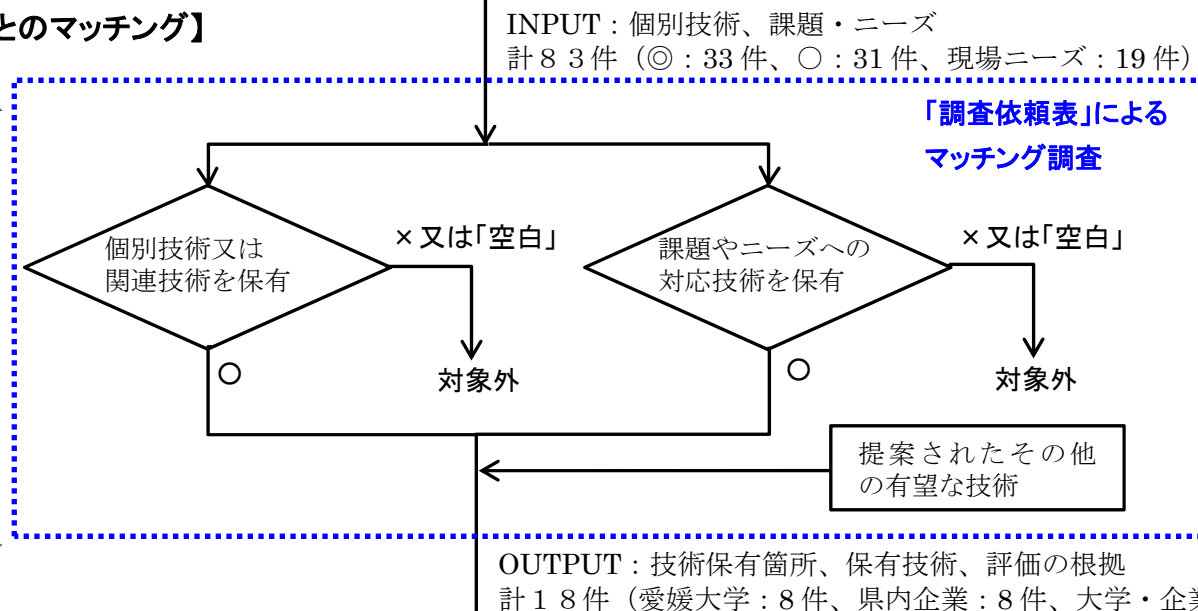 とのマッチング】
INPUT：個別技術、課題・ニーズ
計８３件（◎：33 件、○：31 件、現場ニーズ：19 件）
「調査依頼表」による
マッチング調査
個別技術又は
関連技術を保有
×又は「空白」
課題やニーズへの
対応技術を保有
×又は「空白」
○
対象外
○
対象外
提案されたその他
の有望な技術
OUTPUT：技術保有箇所、保有技術、評価の根拠
計１８件（愛媛大学：8 件、県内企業：8 件、大学・企業